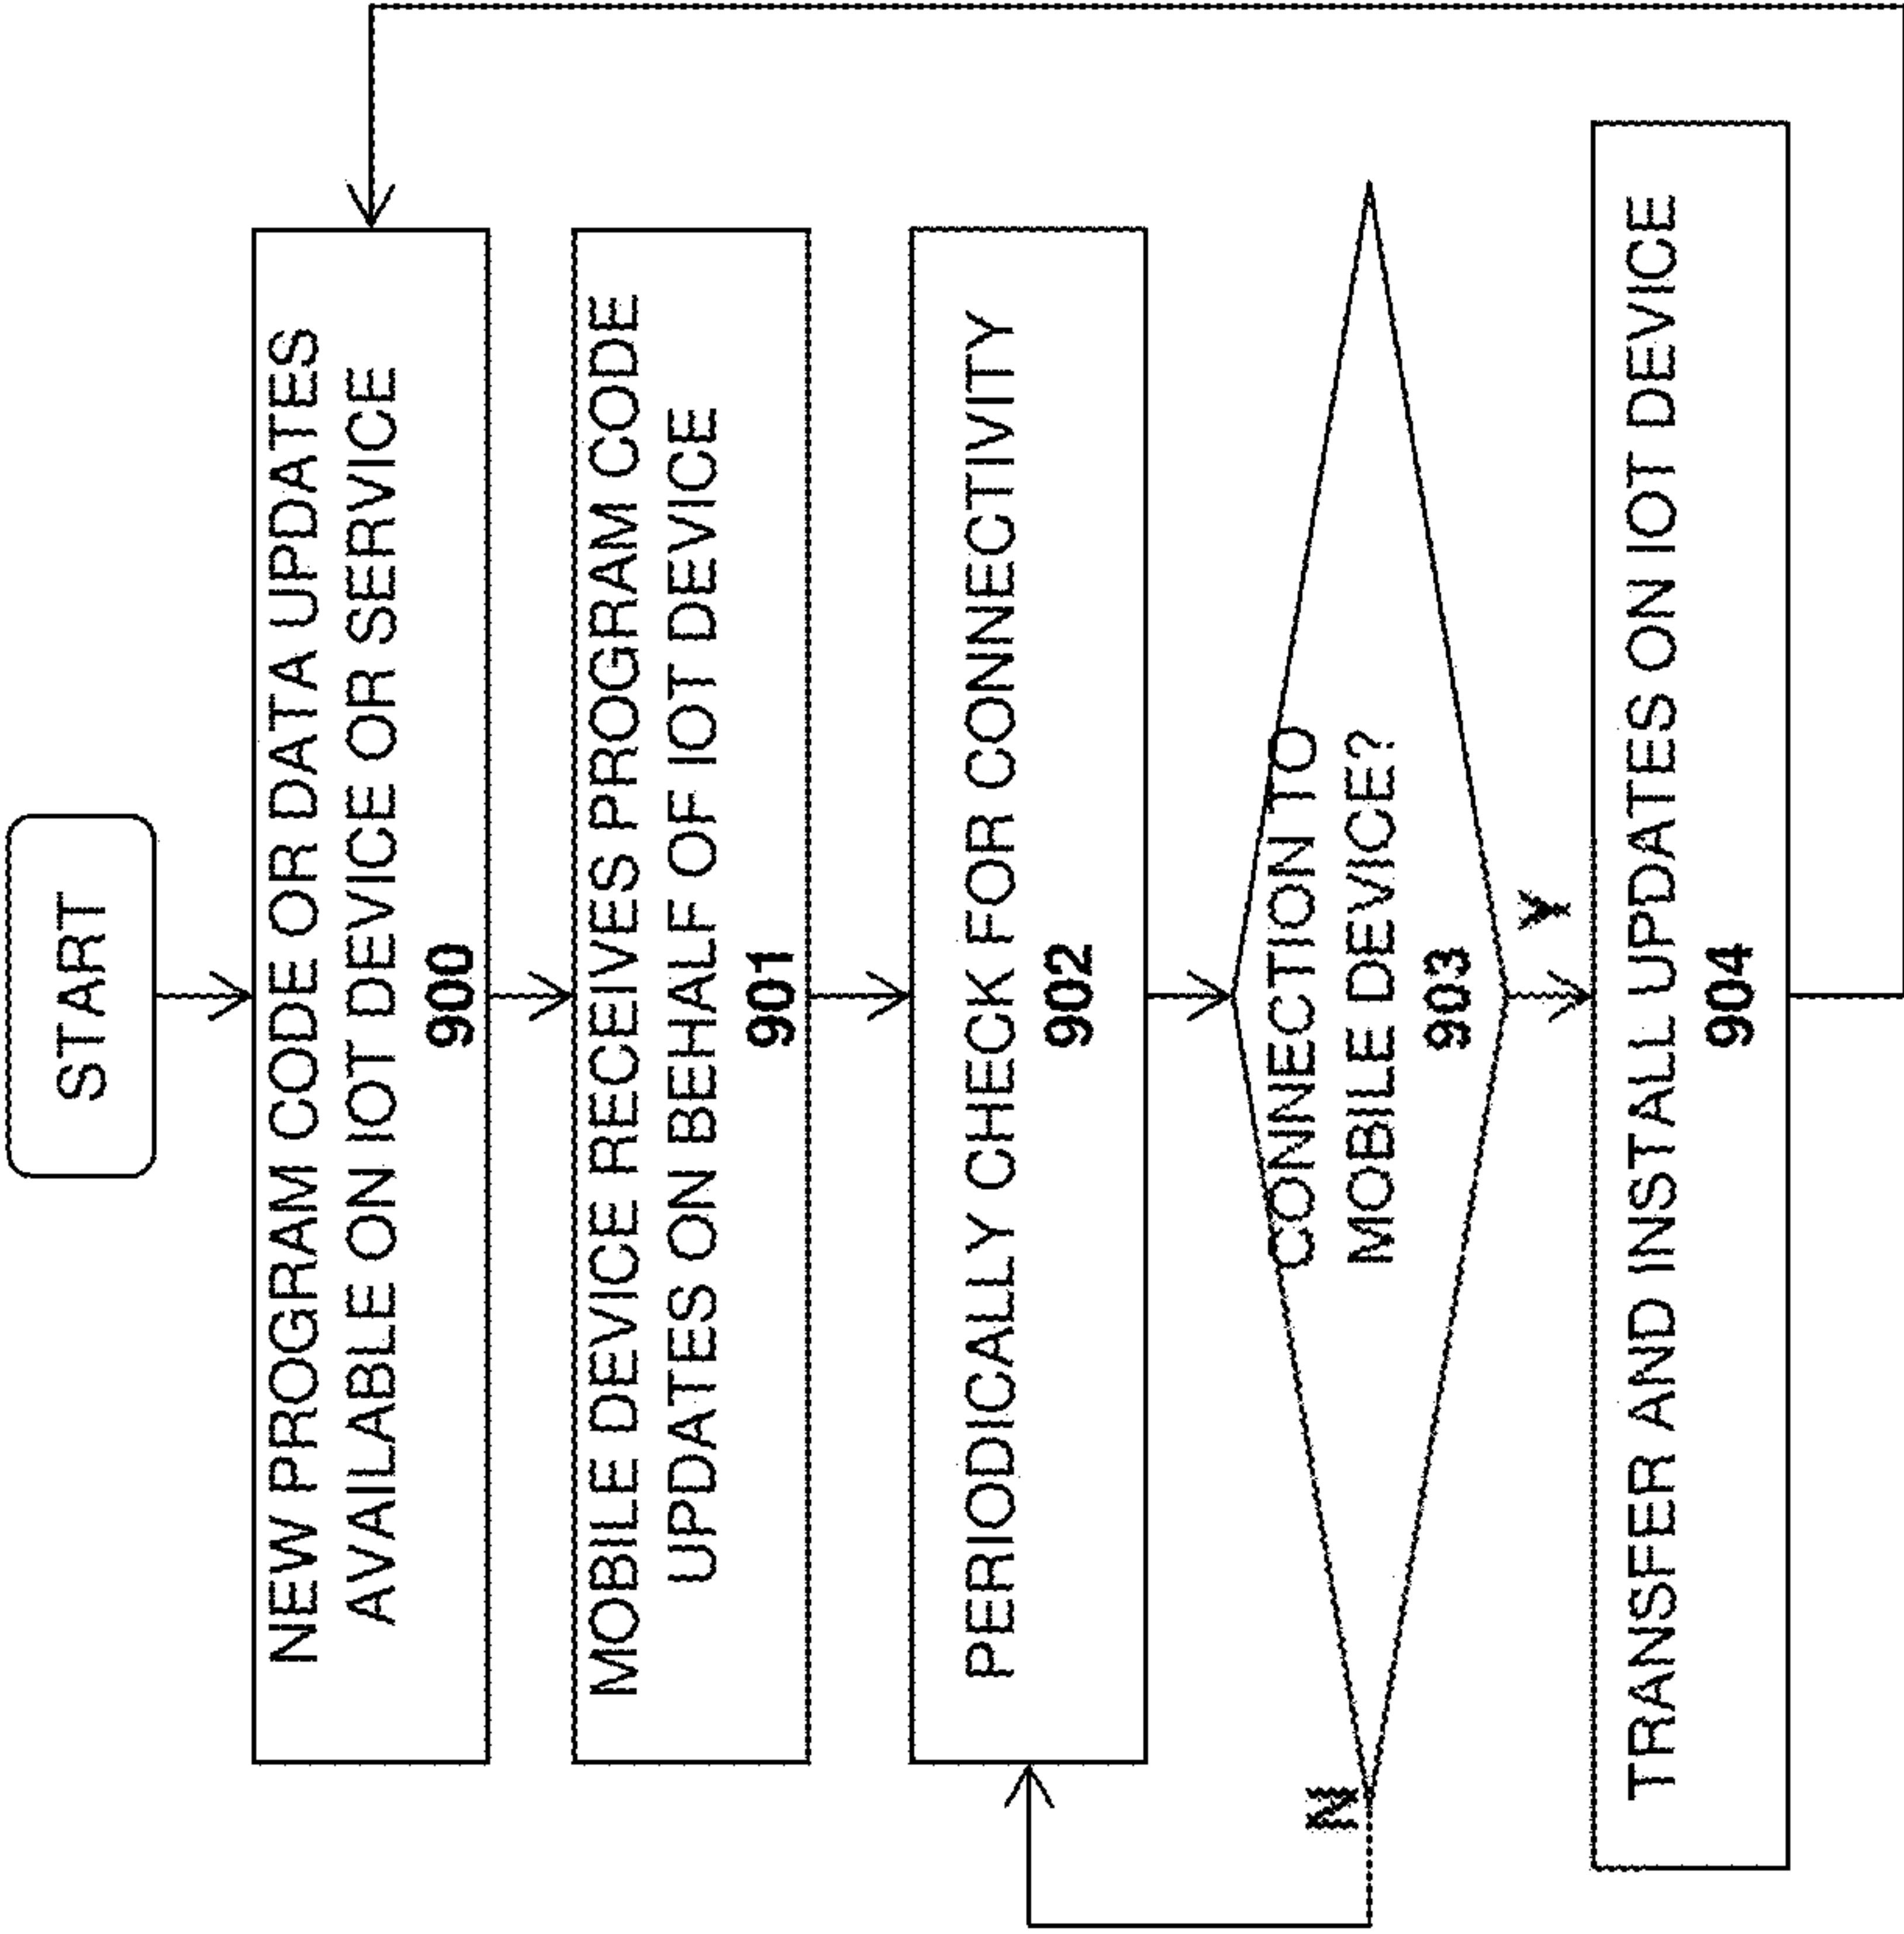 START
NEW PROGRAM CODE OR DATA UPDATES
AVAILABLE ON IOT DEVICE OR SERVICE
900
MOBILE DEVICE RECEIVES PROGRAM CODE
UPDATES ON BEHALF OF IOT DEVICE
901
PERIODICALLY CHECK FOR CONNECTIVITY
902
CONNECTION TO
MOBILE DEVICE?
903
N
Y
TRANSFER AND INSTALL UPDATES ON IOT DEVICE
904